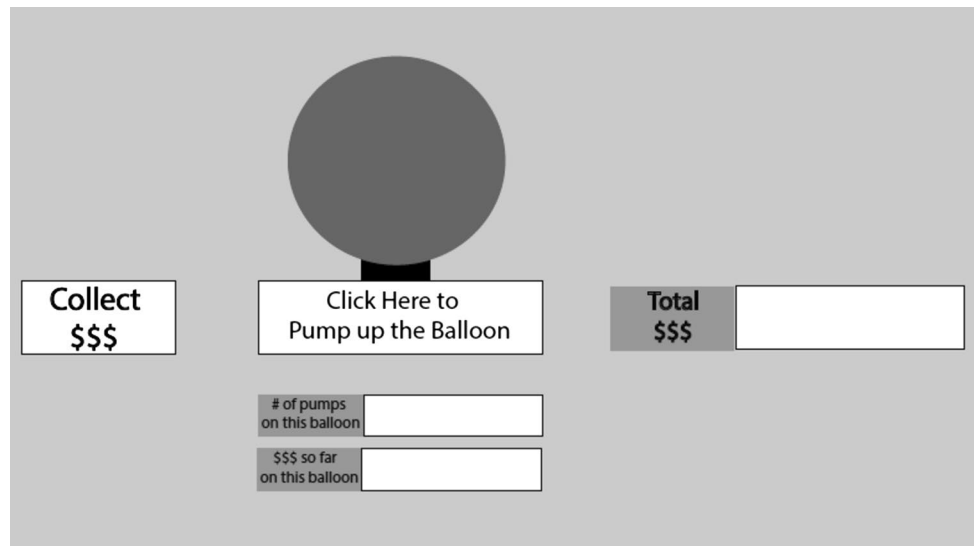 Collect
$$$
Click Here to
Pump up the Balloon
Total
$$$
# of pumps
on this balloon
$$$ so far
on this balloon